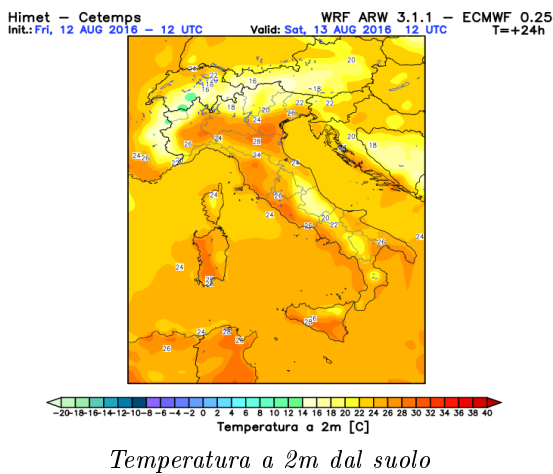 Himet - Cetemps WRF ARW 3.1.1 - ECMWF 0.25
Init.: Fri, 12 AUG 2016 - 12 UTC Valid: Sat, 13 AUG 2016 12 UTC T=+24h
-20 -18 -16 -14 -12 -10 -8 -6 -4 -2 0 2 4 6 8 10 12 14 16 18 20 22 24 26 28 30 32 34 36 38 40
Temperatura a 2m [C]
Temperatura a 2m dal suolo